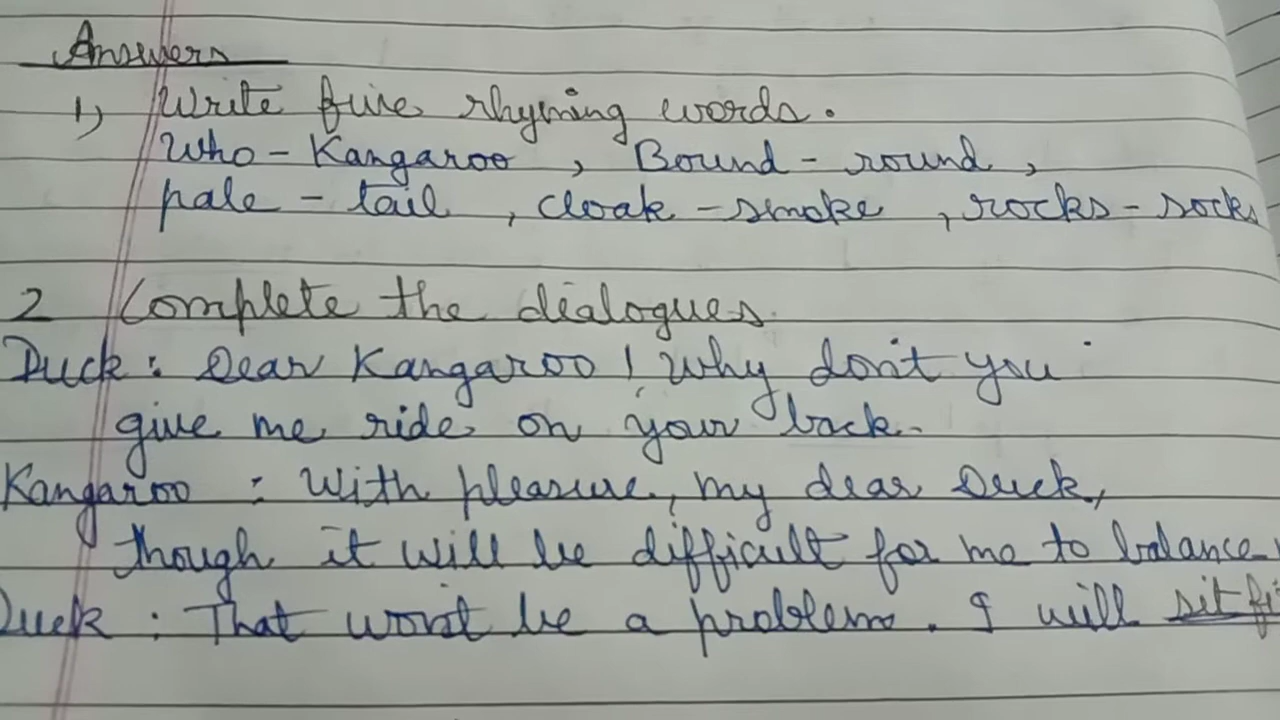 Answers
1) Write five rhyming words.
Who - Kangaroo , Bound - round ,
pale - tail , cloak - smoke , rocks - socks
2 Complete the dialogues.
Duck : Dear Kangaroo ! Why don't you
give me ride on your back.
Kangaroo : With pleasure, my dear Duck,
though it will be difficult for me to balance
Duck : That won't be a problem. I will sit